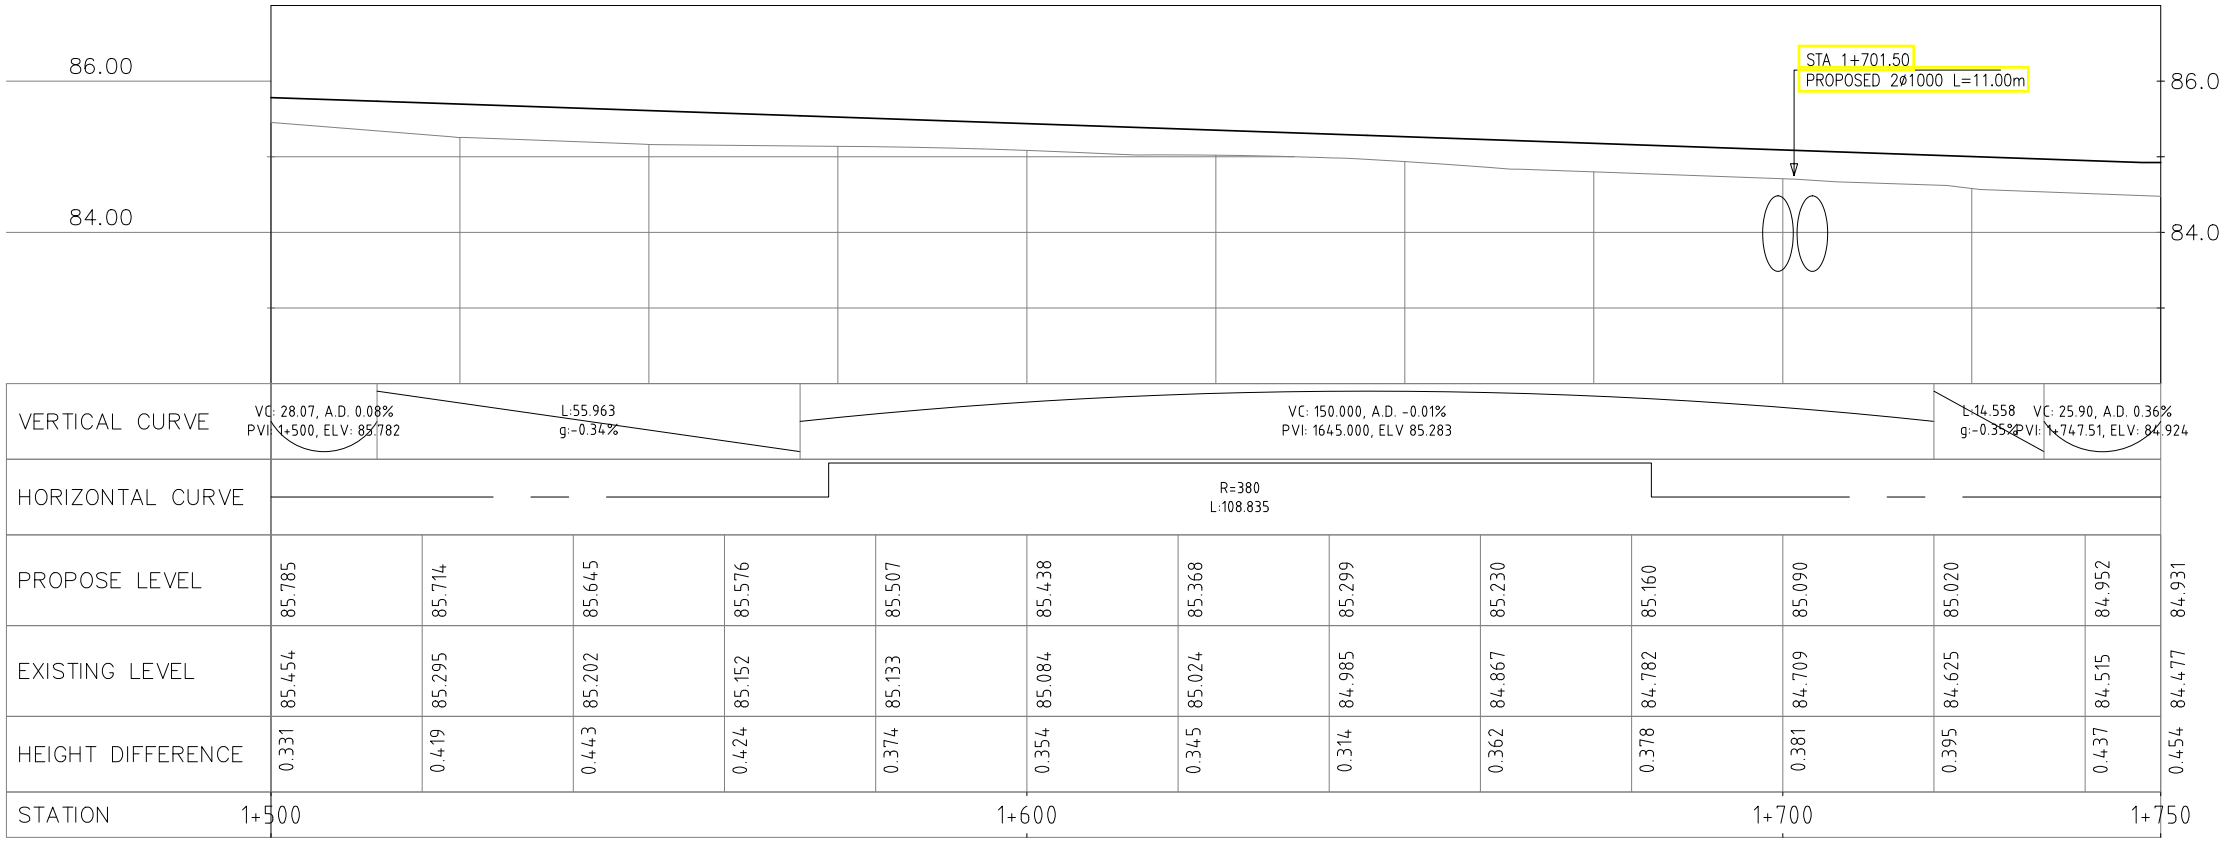 86.00
STA 1+701.50
PROPOSED 2ø1000 L=11.00m
86.0
84.00
84.0
VERTICAL CURVE
VC: 28.07, A.D. 0.08%
PVI: 1+500, ELV: 85.782
L:55.963
g:-0.34%
VC: 150.000, A.D. -0.01%
PVI: 1645.000, ELV 85.283
L:14.558
g:-0.35%
VC: 25.90, A.D. 0.36%
PVI: 1+747.51, ELV: 84.924
HORIZONTAL CURVE
R=380
L:108.835
PROPOSE LEVEL
85.785
85.714
85.645
85.576
85.507
85.438
85.368
85.299
85.230
85.160
85.090
85.020
84.952
84.931
EXISTING LEVEL
85.454
85.295
85.202
85.152
85.133
85.084
85.024
84.985
84.867
84.782
84.709
84.625
84.515
84.477
HEIGHT DIFFERENCE
0.331
0.419
0.443
0.424
0.374
0.354
0.345
0.314
0.362
0.378
0.381
0.395
0.437
0.454
STATION
1+500
1+600
1+700
1+750